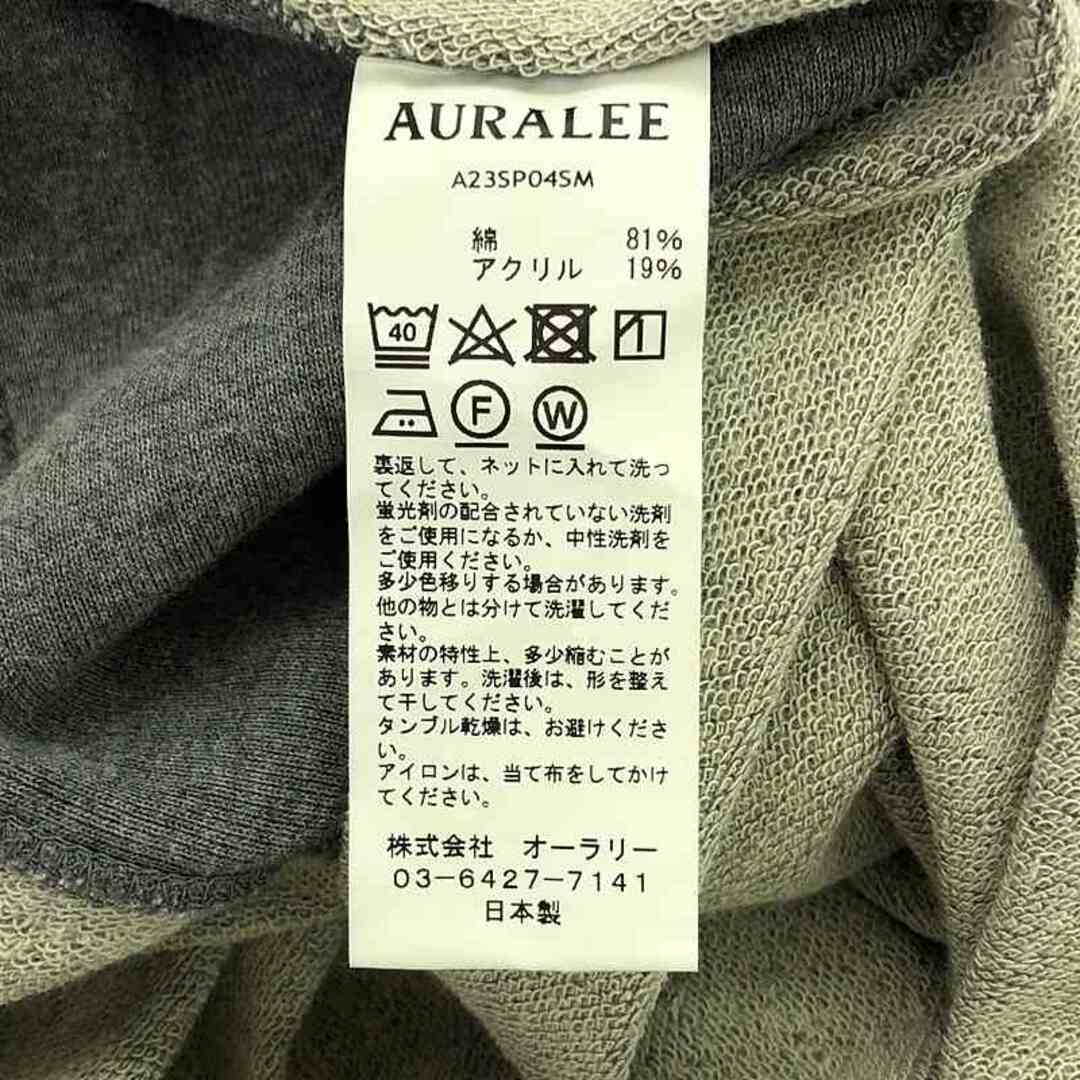 AURALEE
A23SP04SM
綿 81%
アクリル 19%
40 1
F W
裏返して、ネットに入れて洗っ
てください。
蛍光剤の配合されていない洗剤
をご使用になるか、中性洗剤を
ご使用ください。
多少色移りする場合があります。
他の物とは分けて洗濯してくだ
さい。
素材の特性上、多少縮むことが
あります。洗濯後は、形を整え
て干してください。
タンブル乾燥は、お避けくださ
い。
アイロンは、当て布をしてかけ
てください。
株式会社 オーラリー
03-6427-7141
日本製